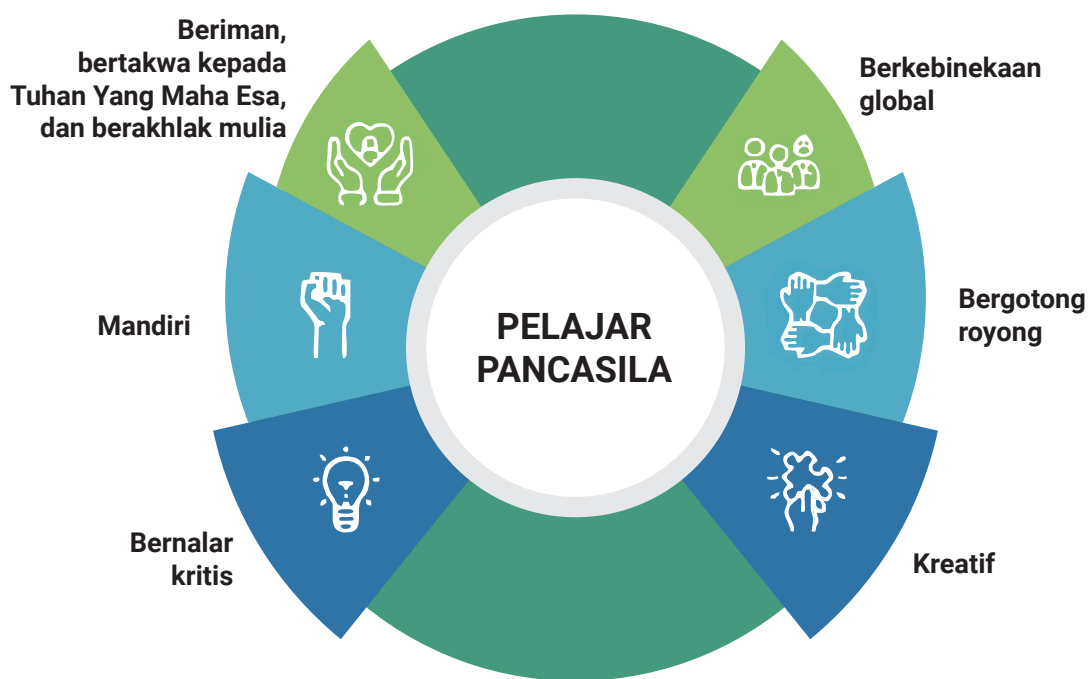 Beriman,
bertakwa kepada
Tuhan Yang Maha Esa,
dan berakhlak mulia
Berkebinekaan
global
Mandiri
PELAJAR
PANCASILA
Bergotong
royong
Bernalar
kritis
Kreatif